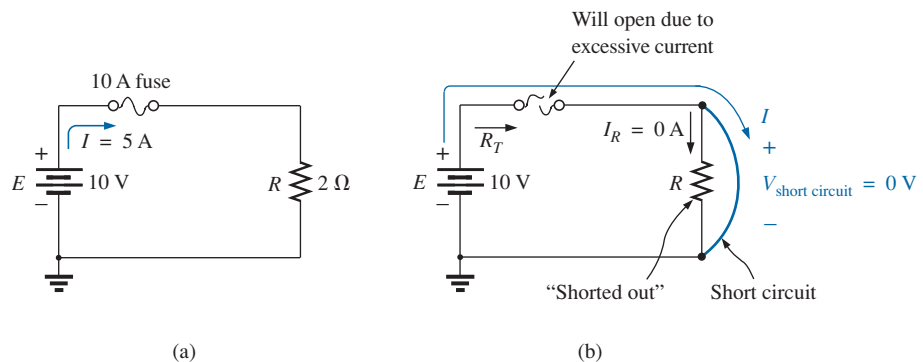 Will open due to
excessive current
10 A fuse
I = 5 A
+
E
10 V
−
R
2 Ω
(a)
R_T
I_R = 0 A
I
+
E
10 V
−
R
+
V_short circuit = 0 V
−
“Shorted out”
Short circuit
(b)